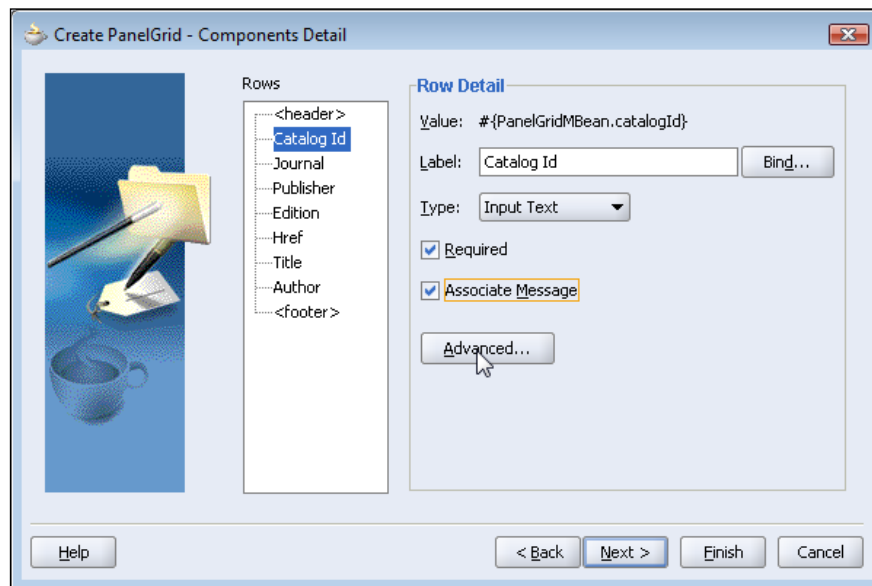 Create PanelGrid - Components Detail
Rows
<header>
Catalog Id
Journal
Publisher
Edition
Href
Title
Author
<footer>
Row Detail
Value: #{PanelGridMBean.catalogId}
Label: Catalog Id Bind...
Type: Input Text
Required
Associate Message
Advanced...
Help < Back Next > Finish Cancel